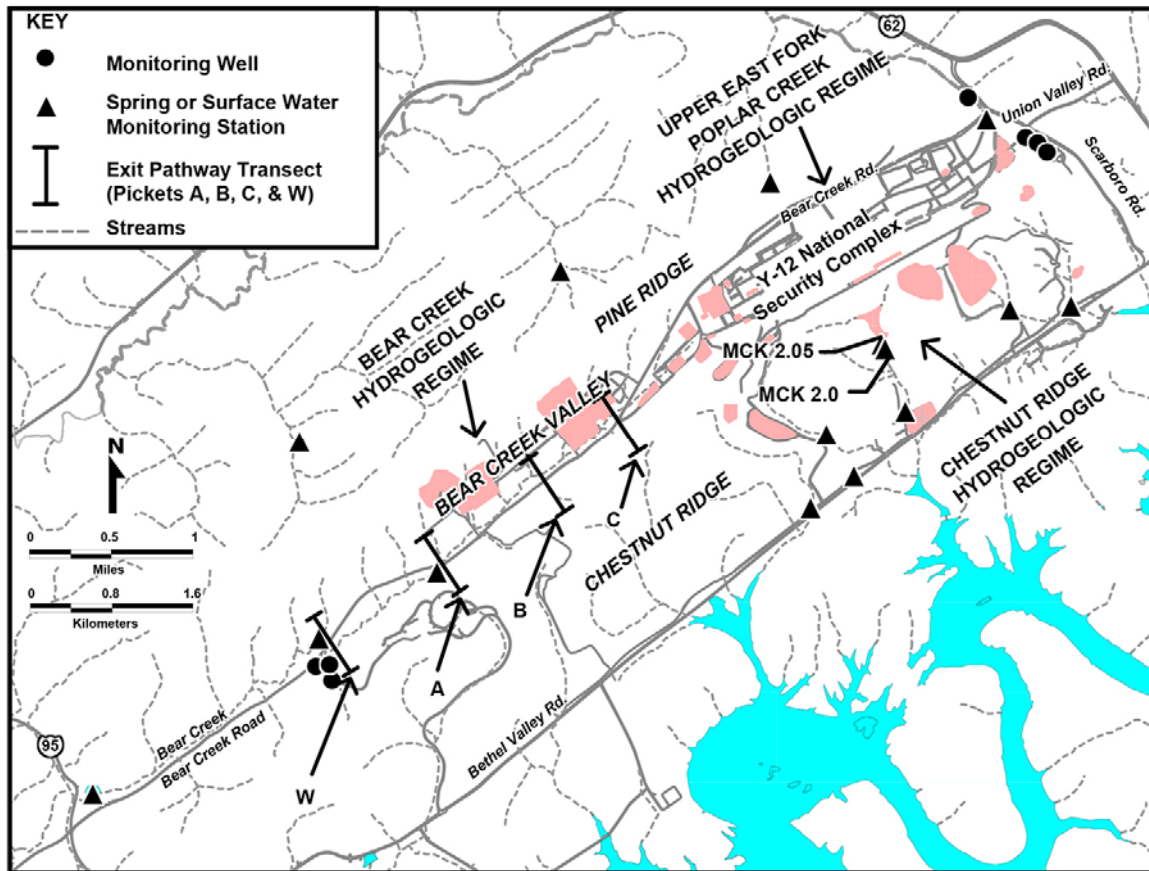 KEY
Monitoring Well
Spring or Surface Water
Monitoring Station
Exit Pathway Transect
(Pickets A, B, C, & W)
Streams
62
UPPER EAST FORK
POPLAR CREEK
HYDROGEOLOGIC REGIME
Union Valley Rd.
Scarboro Rd.
Bear Creek Rd.
Y-12 National
Security Complex
PINE RIDGE
BEAR CREEK
HYDROGEOLOGIC
REGIME
MCK 2.05
MCK 2.0
BEAR CREEK VALLEY
CHESTNUT RIDGE
HYDROGEOLOGIC
REGIME
N
CHESTNUT RIDGE
C
0 0.5 1
Miles
0 0.8 1.6
Kilometers
B
A
Bethel Valley Rd.
Bear Creek
Bear Creek Road
95
W